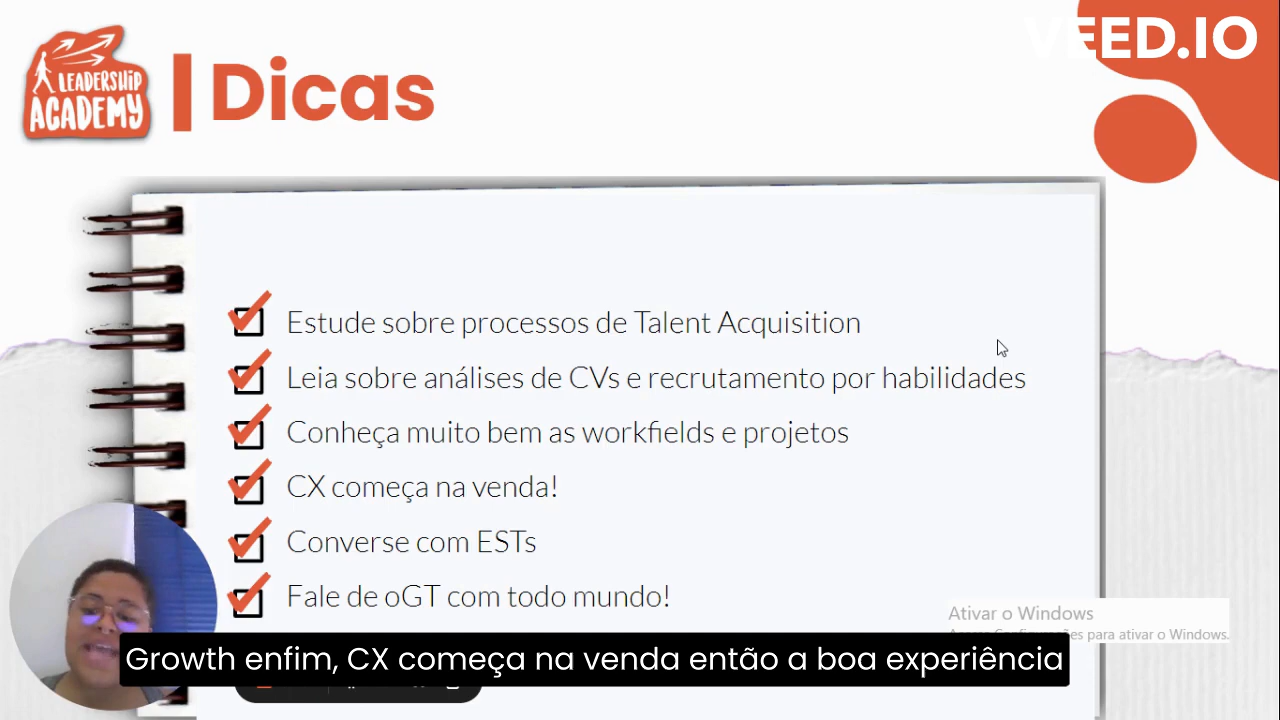 VEED.IO
LEADERSHIP
ACADEMY
Dicas
Estude sobre processos de Talent Acquisition
Leia sobre análises de CVs e recrutamento por habilidades
Conheça muito bem as workfields e projetos
CX começa na venda!
Converse com ESTs
Fale de oGT com todo mundo!
Ativar o Windows
para ativar o Windows.
Growth enfim, CX começa na venda então a boa experiência